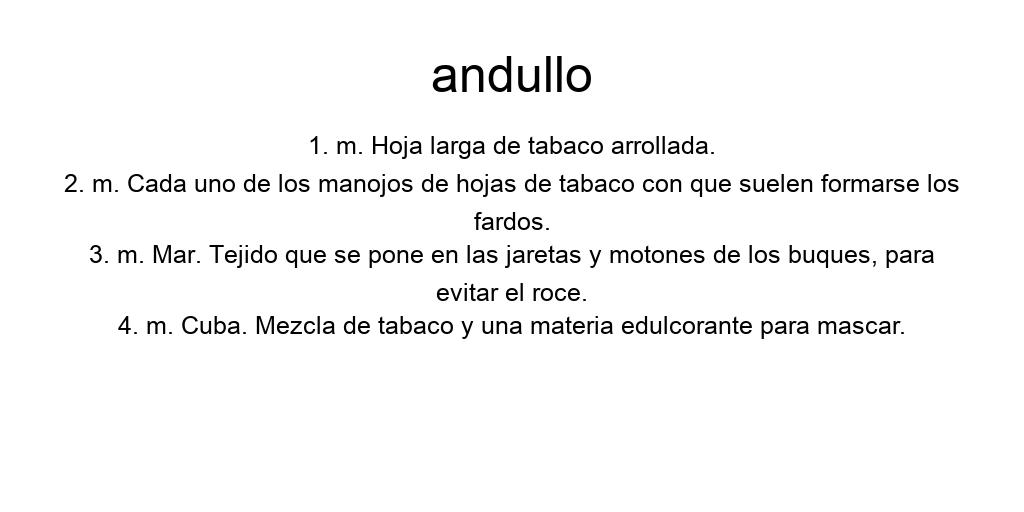 andullo
1. m. Hoja larga de tabaco arrollada.
2. m. Cada uno de los manojos de hojas de tabaco con que suelen formarse los
fardos.
3. m. Mar. Tejido que se pone en las jaretas y motones de los buques, para
evitar el roce.
4. m. Cuba. Mezcla de tabaco y una materia edulcorante para mascar.